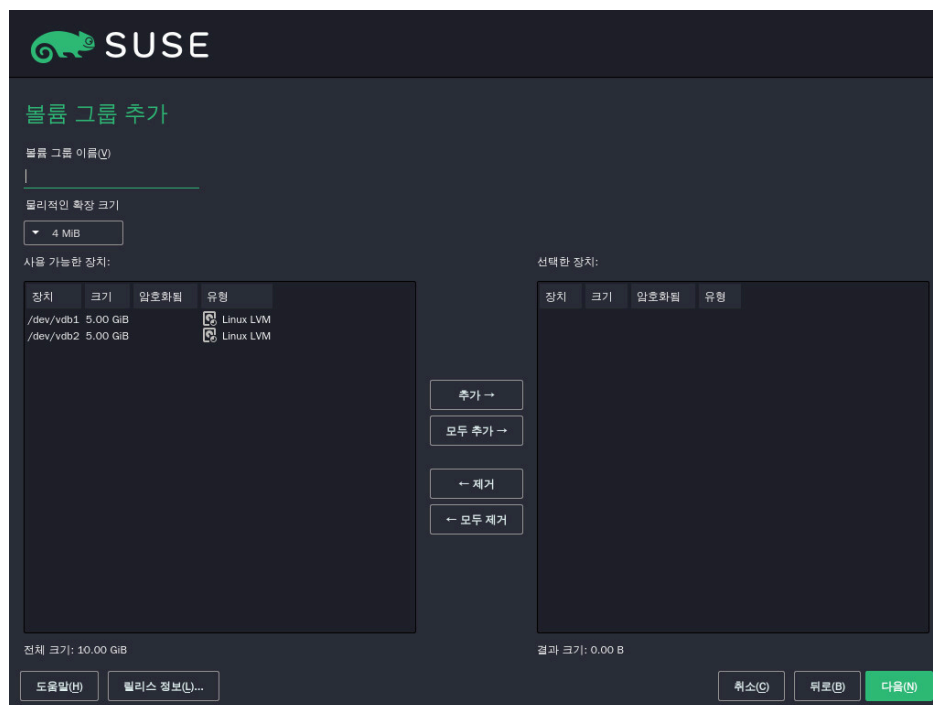 SUSE
볼륨 그룹 추가
볼륨 그룹 이름(V)
물리적인 확장 크기
4 MiB
사용 가능한 장치:
선택한 장치:
장치 크기 암호화됨 유형
장치 크기 암호화됨 유형
/dev/vdb1 5.00 GiB Linux LVM
/dev/vdb2 5.00 GiB Linux LVM
추가 →
모두 추가 →
← 제거
← 모두 제거
전체 크기: 10.00 GiB
결과 크기: 0.00 B
도움말(H)
릴리스 정보(L)...
취소(C)
뒤로(B)
다음(N)